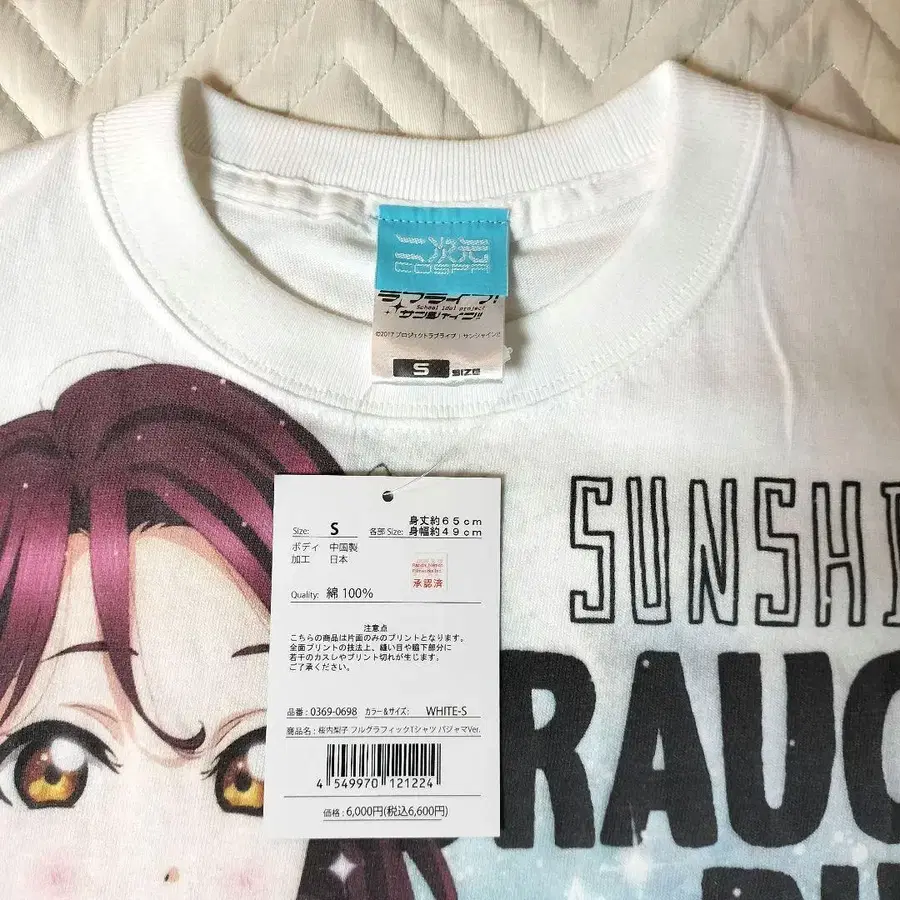 二次元
COSPA
ラブライブ!
School idol project
サンシャイン!!
©2017 プロジェクトラブライブ!サンシャイン!!
S SIZE
Size: S 各部 Size: 身丈約65cm
身幅約49cm
ボディ 中国製
加工 日本
承認済
Quality: 綿 100%
注意点
こちらの商品は片面のみのプリントとなります。
全面プリントの技法上、縫い目や脇下部分に
若干のカスレやプリント切れが生じます。
ご了承ください。
品番：0369-0698 カラー&サイズ： WHITE-S
商品名：桜内梨子 フルグラフィックTシャツ パジャマVer.
4 549970 121224
価格：6,000円(税込6,600円)
SUNSHI
RAUC